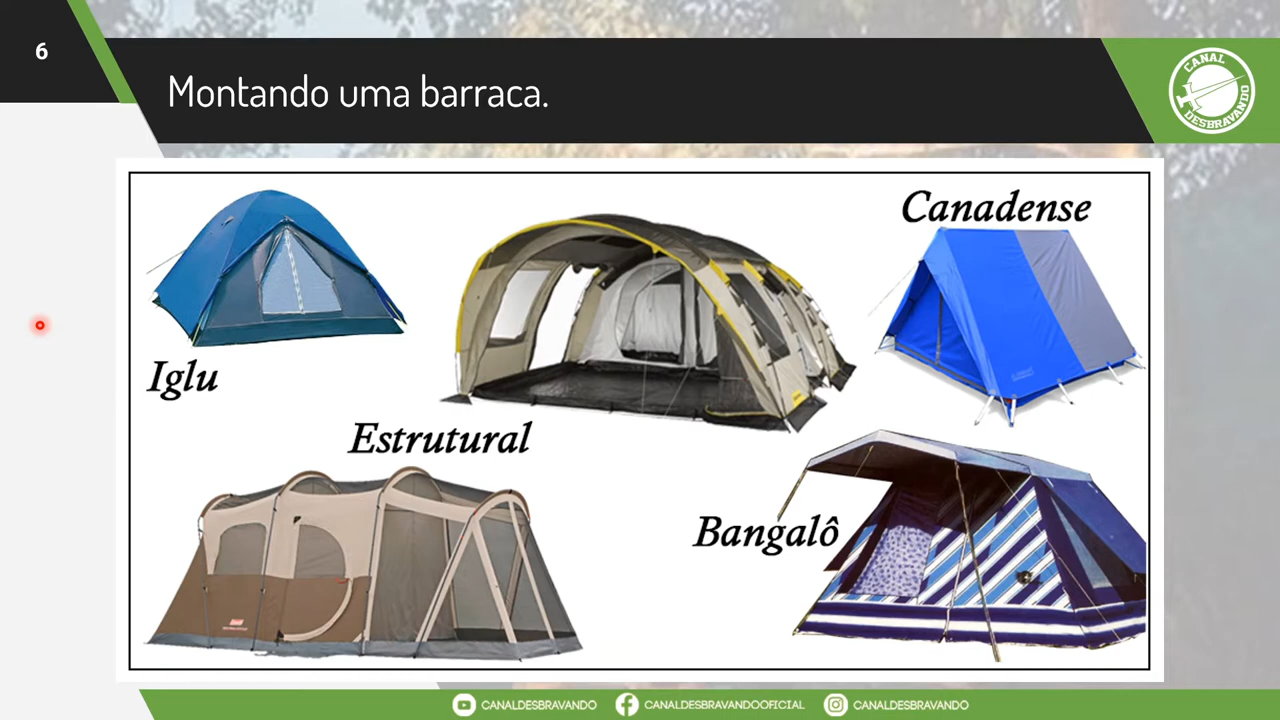 6
Montando uma barraca.
CANAL
DESBRAVANDO
Canadense
Iglu
Estrutural
Bangalô
CANALDESBRAVANDO
CANALDESBRAVANDOOFICIAL
CANALDESBRAVANDO